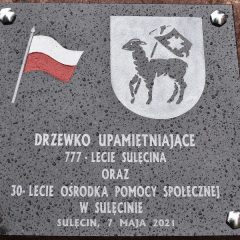 DRZEWKO UPAMIĘTNIAJĄCE
777 - LECIE SULĘCINA
ORAZ
30- LECIE OŚRODKA POMOCY SPOŁECZNEJ
W SULĘCINIE
SULĘCIN, 7 MAJA 2021